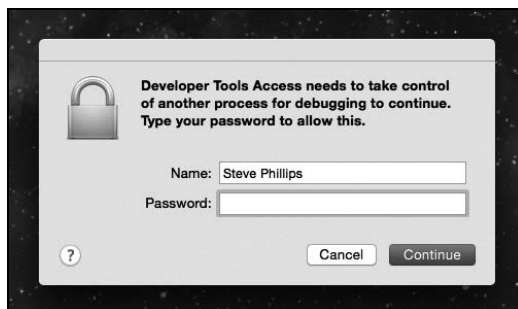 Developer Tools Access needs to take control
of another process for debugging to continue.
Type your password to allow this.
Name: Steve Phillips
Password:
?
Cancel Continue